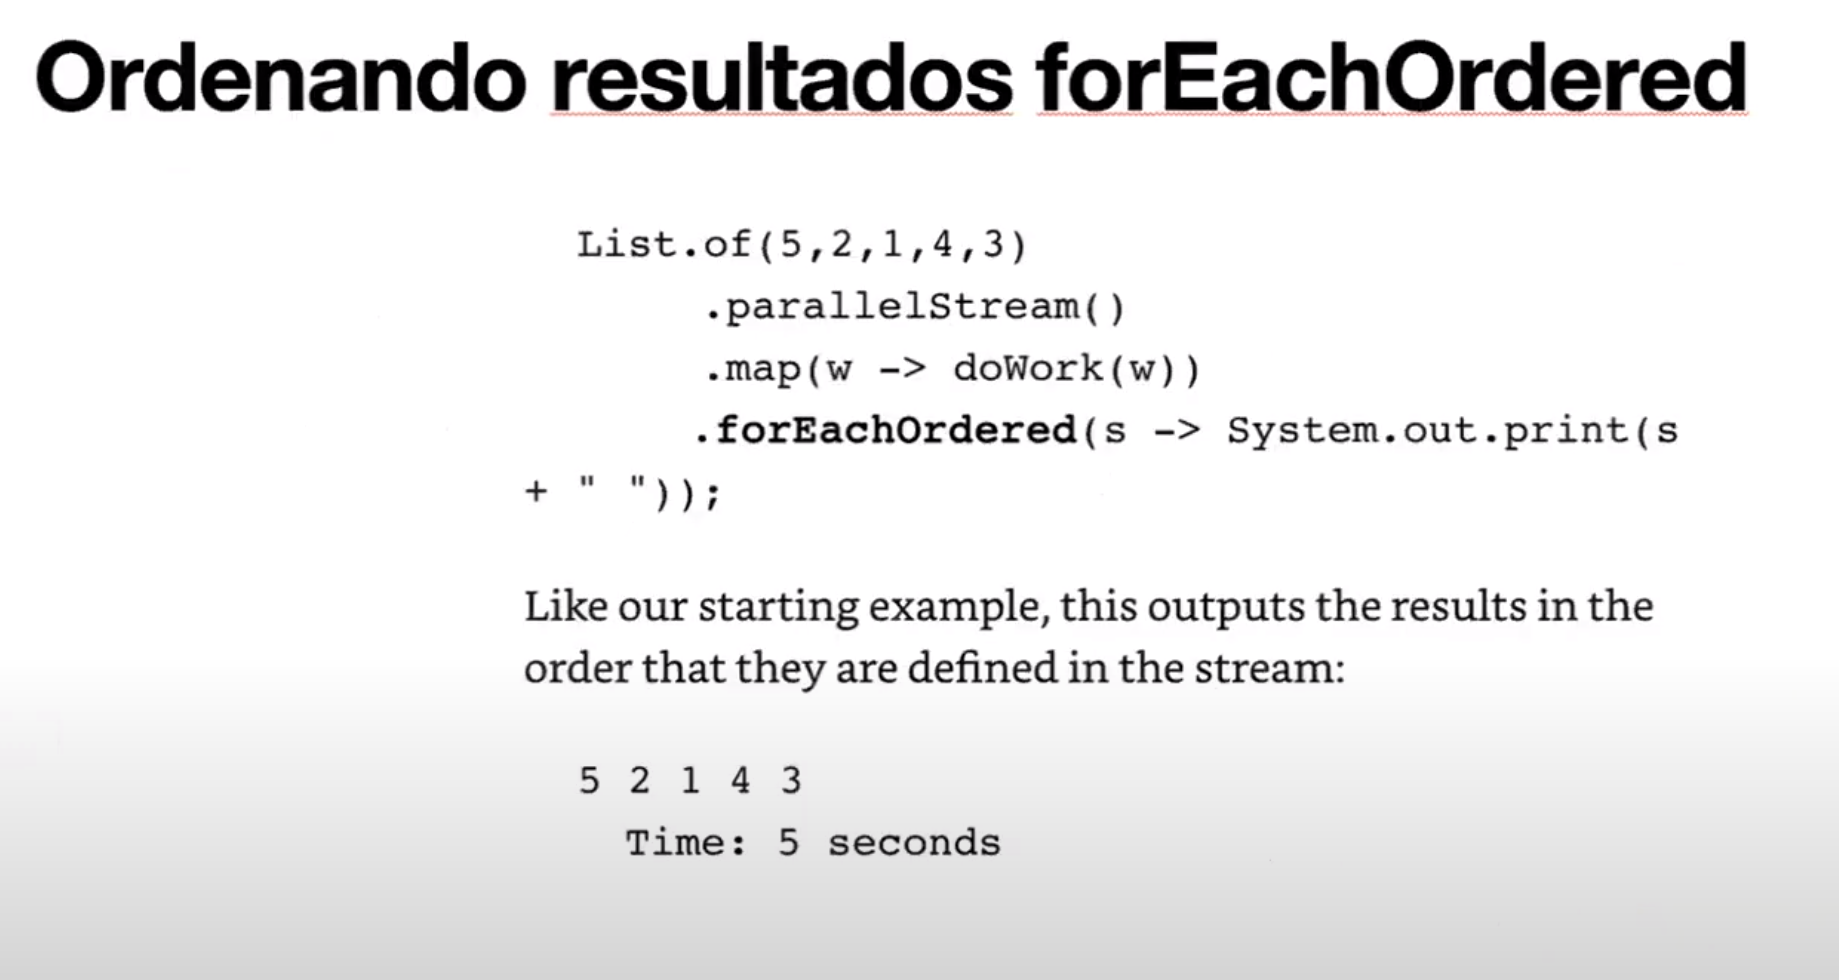 Ordenando resultados forEachOrdered
List.of(5,2,1,4,3)
.parallelStream()
.map(w -> doWork(w))
.forEachOrdered(s -> System.out.print(s
+ " "));
Like our starting example, this outputs the results in the
order that they are defined in the stream:
5 2 1 4 3
Time: 5 seconds